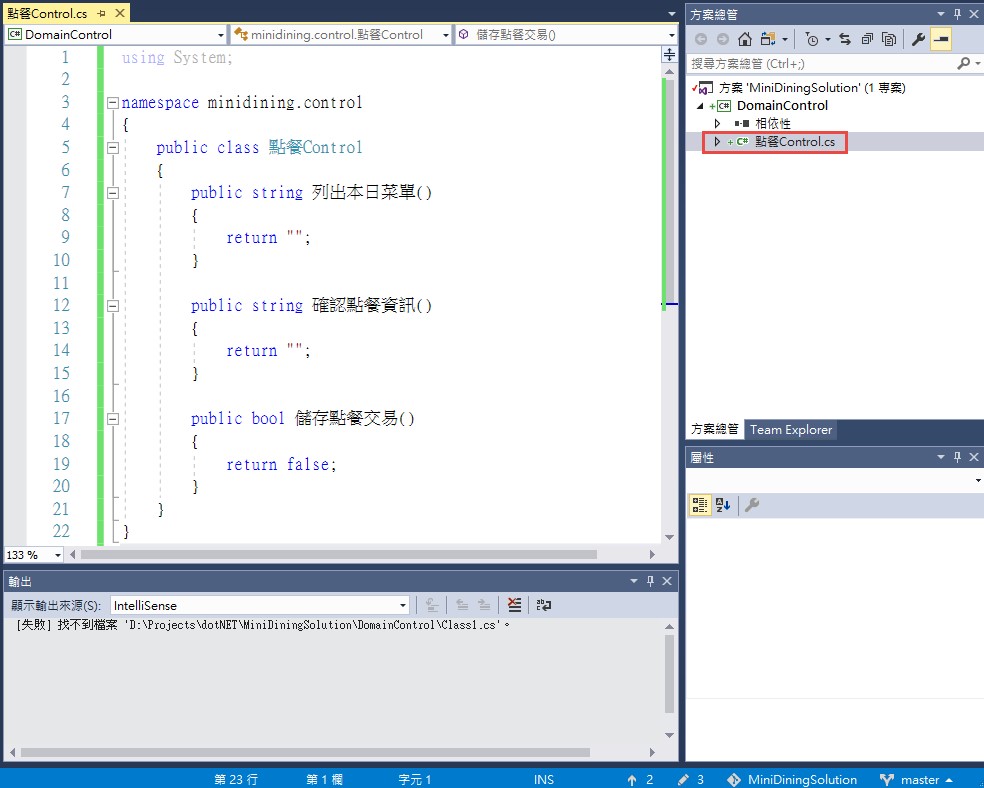 點餐Control.cs
DomainControl
minidining.control.點餐Control
儲存點餐交易()
1 using System;
2
3 namespace minidining.control
4 {
5 public class 點餐Control
6 {
7 public string 列出本日菜單()
8 {
9 return "";
10 }
11
12 public string 確認點餐資訊()
13 {
14 return "";
15 }
16
17 public bool 儲存點餐交易()
18 {
19 return false;
20 }
21 }
22 }
133 %
輸出
顯示輸出來源(S): IntelliSense
[失敗] 找不到檔案 'D:\Projects\dotNET\MiniDiningSolution\DomainControl\Class1.cs'。
方案總管
搜尋方案總管 (Ctrl+;)
方案 'MiniDiningSolution' (1 專案)
DomainControl
相依性
點餐Control.cs
方案總管 Team Explorer
屬性
第 23 行 第 1 欄 字元 1 INS 2 3 MiniDiningSolution master